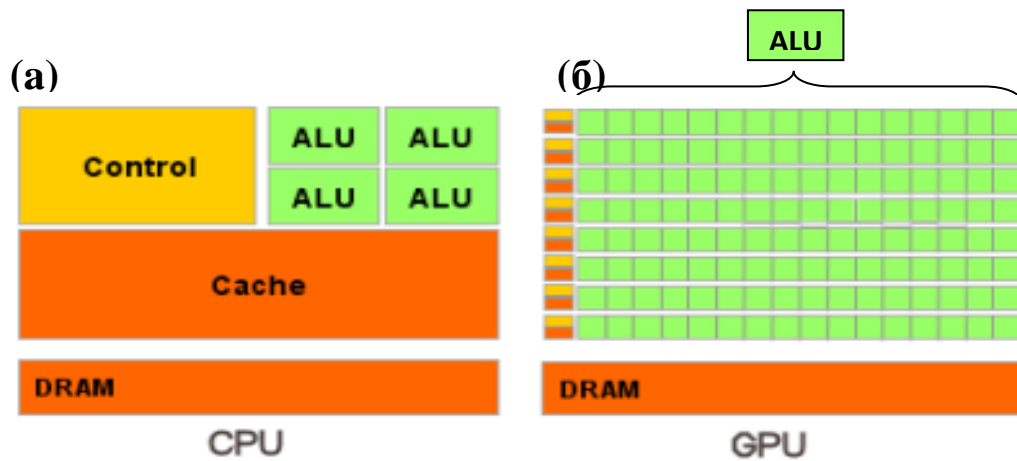 ALU
(а)
(б)
Control
ALU ALU
ALU ALU
Cache
DRAM
DRAM
CPU
GPU